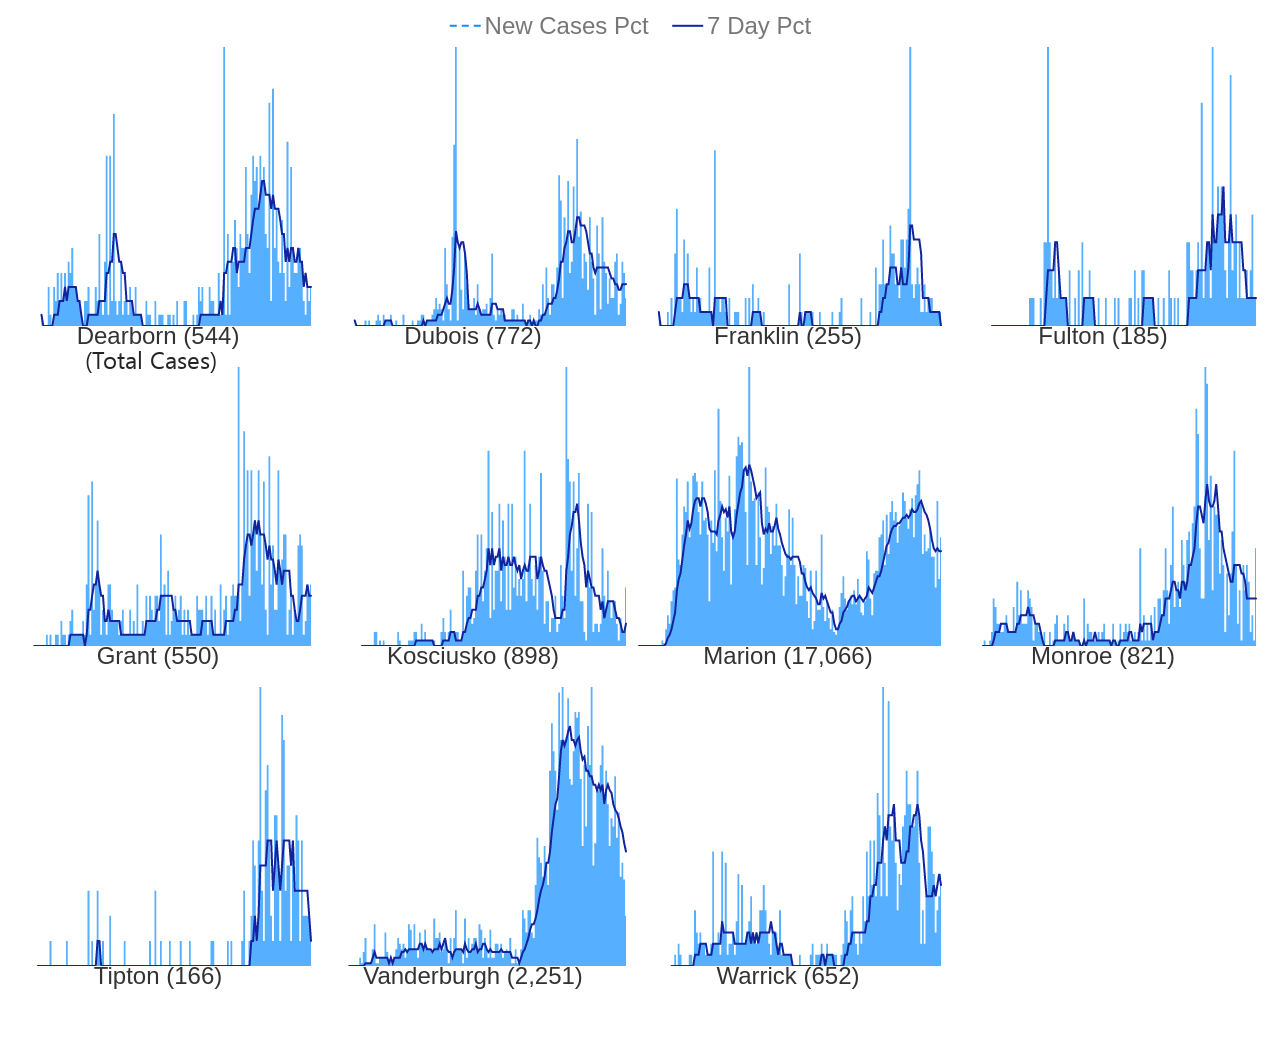 New Cases Pct 7 Day Pct
Dearborn (544) Dubois (772) Franklin (255) Fulton (185)
(Total Cases)
Grant (550) Kosciusko (898) Marion (17,066) Monroe (821)
Tipton (166) Vanderburgh (2,251) Warrick (652)